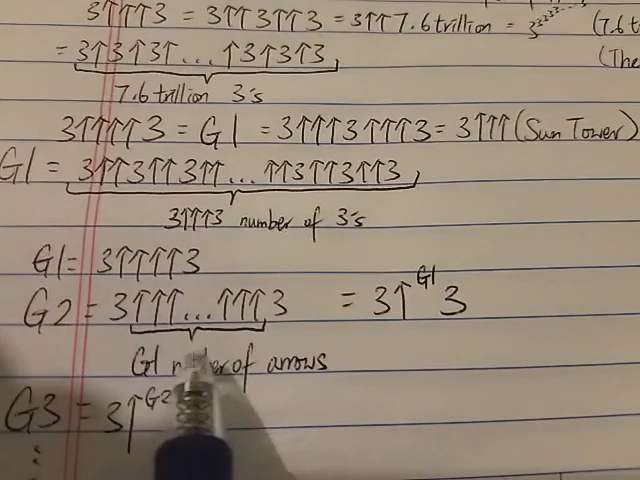 3↑↑↑3 = 3↑↑3↑↑3 = 3↑↑7.6 trillion = 3^3^3^3^3... (7.6 t
= 3↑3↑3↑...↑3↑3↑3 (The
7.6 trillion 3's
3↑↑↑↑3 = G1 = 3↑↑↑3↑↑↑3 = 3↑↑↑(Sun Tower)
G1 = 3↑↑3↑↑3↑↑...↑↑3↑↑3↑↑3
3↑↑↑3 number of 3's
G1 = 3↑↑↑↑3
G2 = 3↑↑↑...↑↑↑3 = 3↑^G1 3
G1 number of arrows
G3 = 3↑^G2
⋮